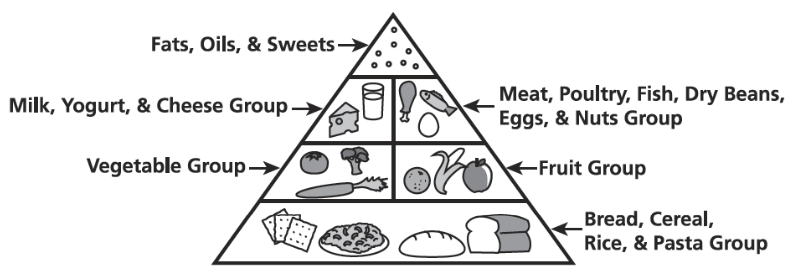 Fats, Oils, & Sweets
Milk, Yogurt, & Cheese Group
Meat, Poultry, Fish, Dry Beans,
Eggs, & Nuts Group
Vegetable Group
Fruit Group
Bread, Cereal,
Rice, & Pasta Group